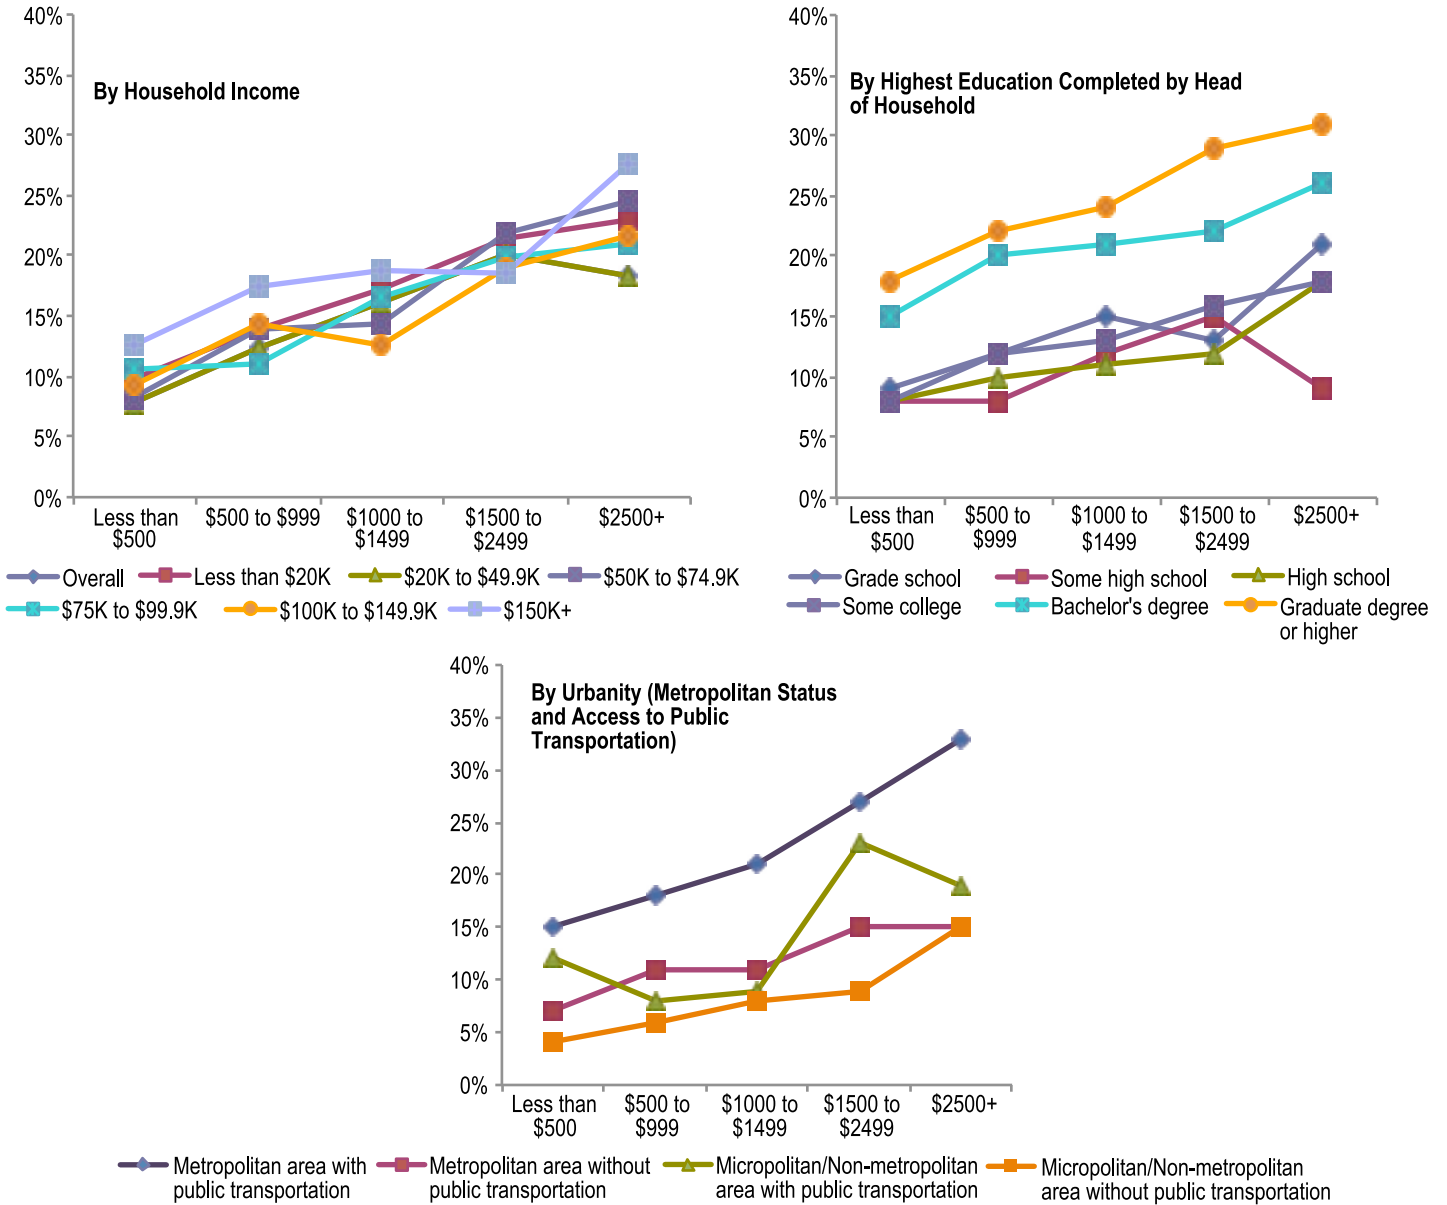 By Household Income
40%
35%
30%
25%
20%
15%
10%
5%
0%
Less than
$500
$500 to $999
$1000 to
$1499
$1500 to
$2499
$2500+
Overall
Less than $20K
$20K to $49.9K
$50K to $74.9K
$75K to $99.9K
$100K to $149.9K
$150K+
By Highest Education Completed by Head
of Household
40%
35%
30%
25%
20%
15%
10%
5%
0%
Less than
$500
$500 to
$999
$1000 to
$1499
$1500 to
$2499
$2500+
Grade school
Some high school
High school
Some college
Bachelor's degree
Graduate degree
or higher
By Urbanity (Metropolitan Status
and Access to Public
Transportation)
40%
35%
30%
25%
20%
15%
10%
5%
0%
Less than
$500
$500 to
$999
$1000 to
$1499
$1500 to
$2499
$2500+
Metropolitan area with
public transportation
Metropolitan area without
public transportation
Micropolitan/Non-metropolitan
area with public transportation
Micropolitan/Non-metropolitan
area without public transportation